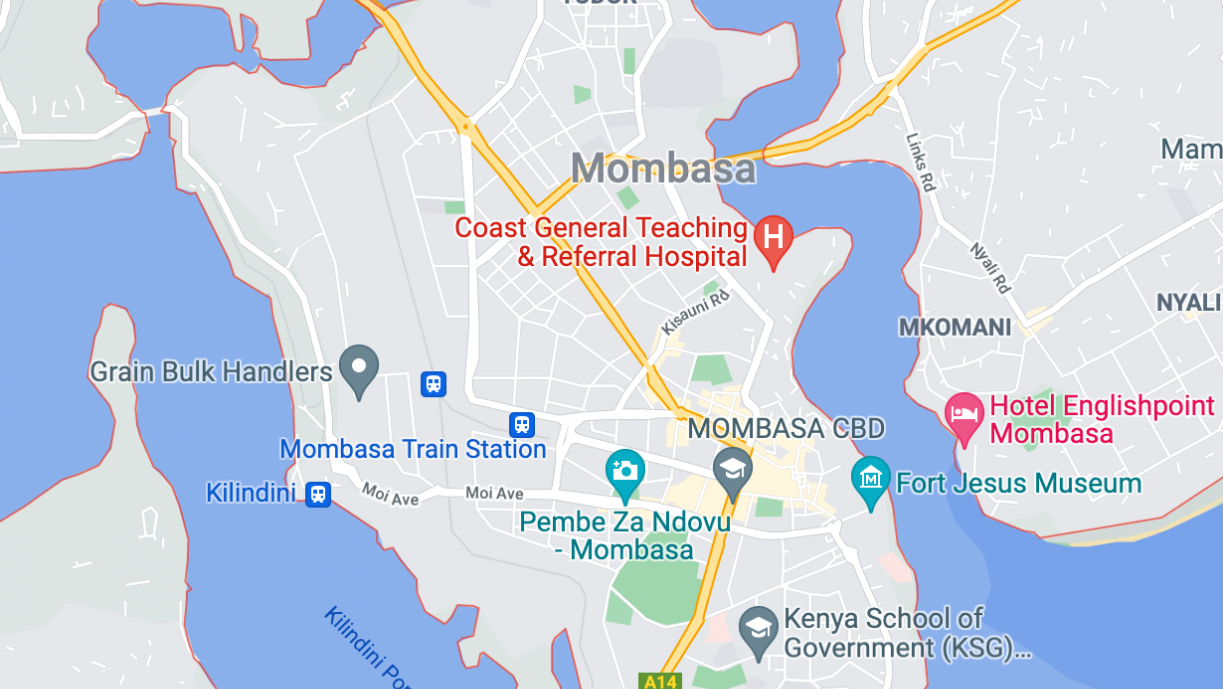 TUDOR
Mombasa
Links Rd
Mam
Coast General Teaching
& Referral Hospital
H
Nyali Rd
Kisauni Rd
NYALI
MKOMANI
Grain Bulk Handlers
Hotel Englishpoint
Mombasa
MOMBASA CBD
Mombasa Train Station
Fort Jesus Museum
M
Kilindini
Moi Ave
Moi Ave
Pembe Za Ndovu
- Mombasa
Kenya School of
Government (KSG)...
Kilindini Por
A14